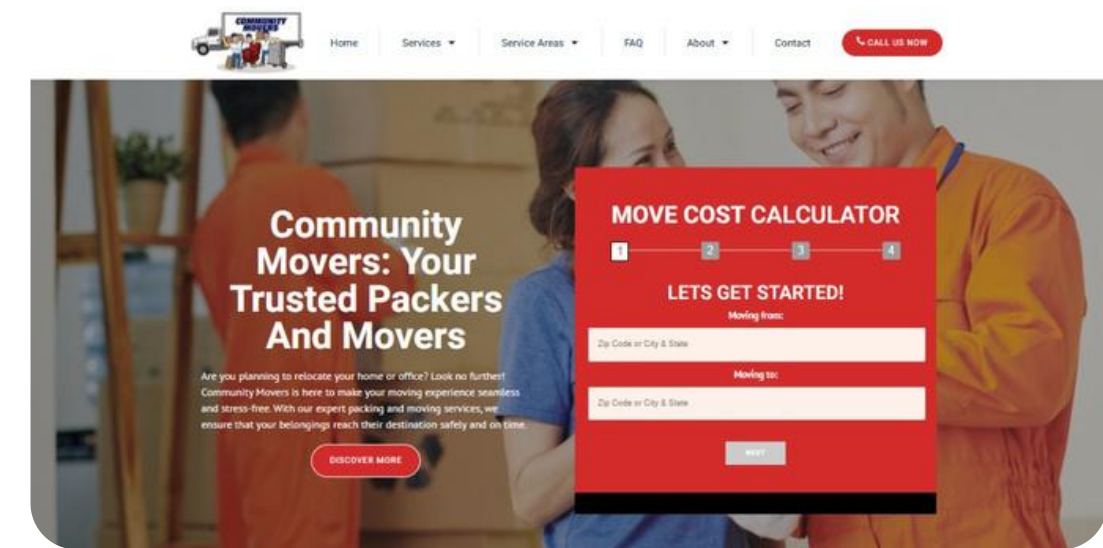 COMMUNITY
MOVERS
Home
Services
Service Areas
FAQ
About
Contact
CALL US NOW
Community
Movers: Your
Trusted Packers
And Movers
Are you planning to relocate your home or office? Look no further!
Community Movers is here to make your moving experience seamless
and stress-free. With our expert packing and moving services, we
ensure that your belongings reach their destination safely and on time.
DISCOVER MORE
MOVE COST CALCULATOR
1
2
3
4
LETS GET STARTED!
Moving from:
Zip Code or City & State
Moving to:
Zip Code or City & State
NEXT